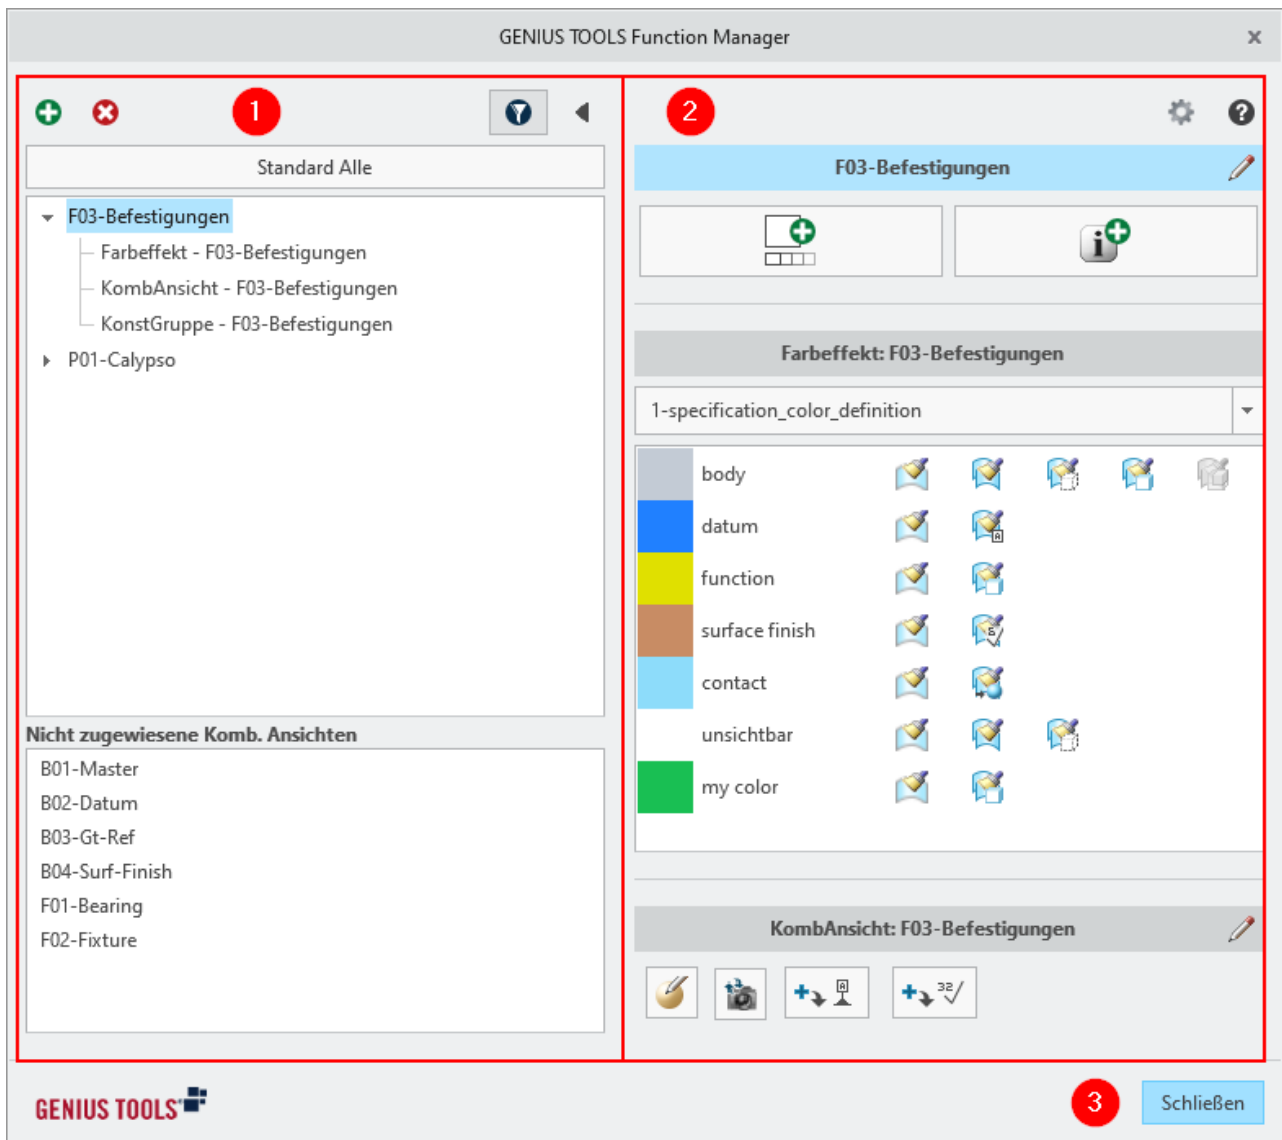 GENIUS TOOLS Function Manager
1
2
Standard Alle
F03-Befestigungen
Farbeffekt - F03-Befestigungen
KombAnsicht - F03-Befestigungen
KonstGruppe - F03-Befestigungen
P01-Calypso
Nicht zugewiesene Komb. Ansichten
B01-Master
B02-Datum
B03-Gt-Ref
B04-Surf-Finish
F01-Bearing
F02-Fixture
F03-Befestigungen
Farbeffekt: F03-Befestigungen
1-specification_color_definition
body
datum
function
surface finish
contact
unsichtbar
my color
KombAnsicht: F03-Befestigungen
A
32
GENIUS TOOLS
3
Schließen